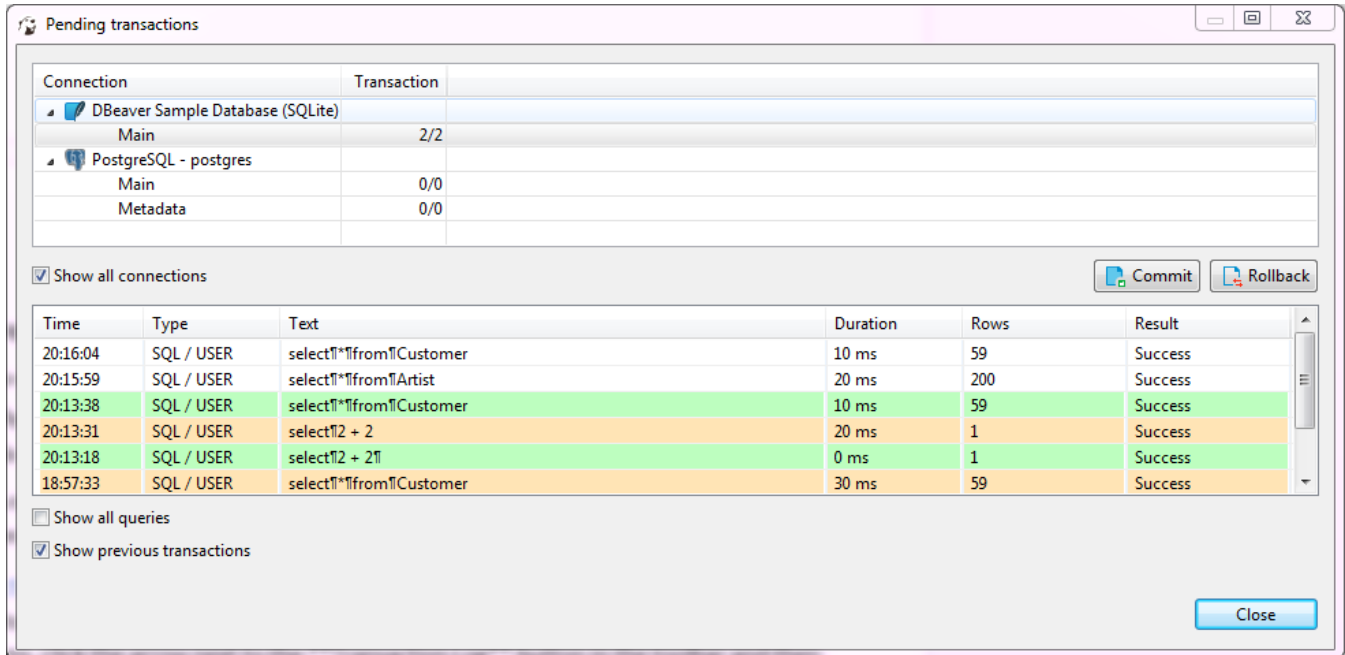 Pending transactions
Connection Transaction
DBeaver Sample Database (SQLite)
Main 2/2
PostgreSQL - postgres
Main 0/0
Metadata 0/0
Show all connections Commit Rollback
Time Type Text Duration Rows Result
20:16:04 SQL / USER select¶*¶from¶Customer 10 ms 59 Success
20:15:59 SQL / USER select¶*¶from¶Artist 20 ms 200 Success
20:13:38 SQL / USER select¶*¶from¶Customer 10 ms 59 Success
20:13:31 SQL / USER select¶2 + 2 20 ms 1 Success
20:13:18 SQL / USER select¶2 + 2¶ 0 ms 1 Success
18:57:33 SQL / USER select¶*¶from¶Customer 30 ms 59 Success
Show all queries
Show previous transactions
Close